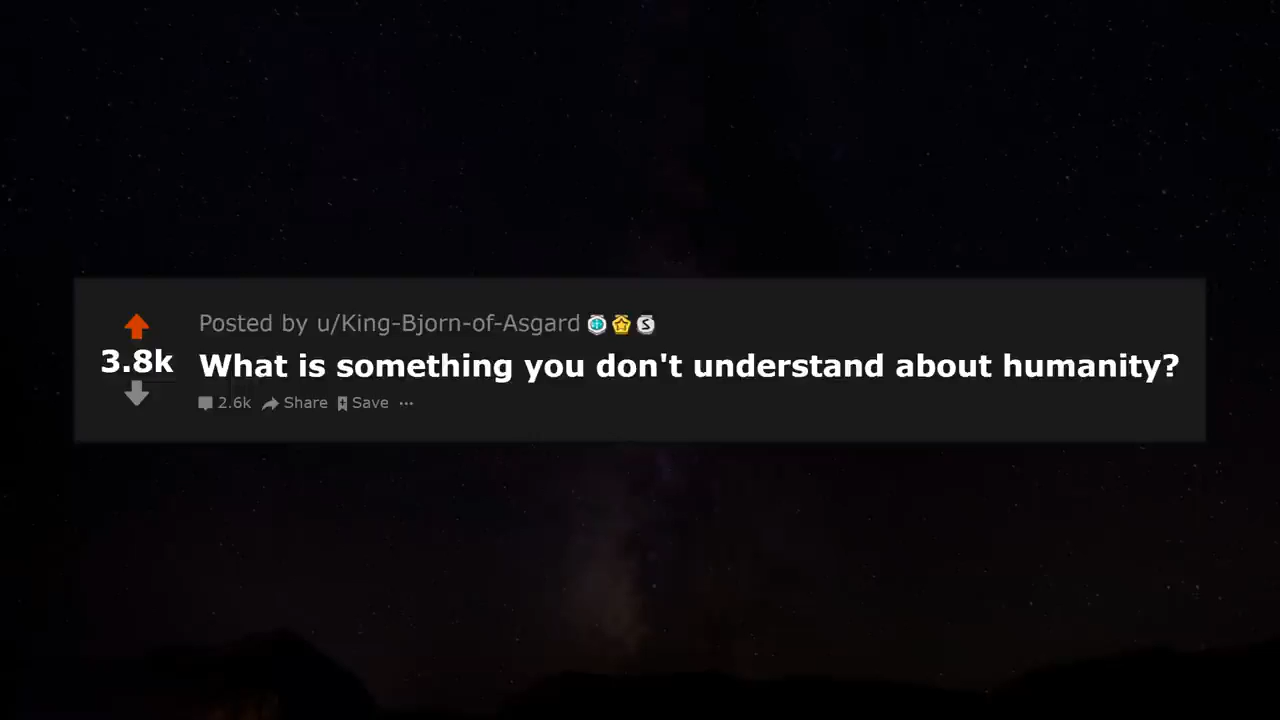 Posted by u/King-Bjorn-of-Asgard
3.8k
What is something you don't understand about humanity?
2.6k Share Save ···